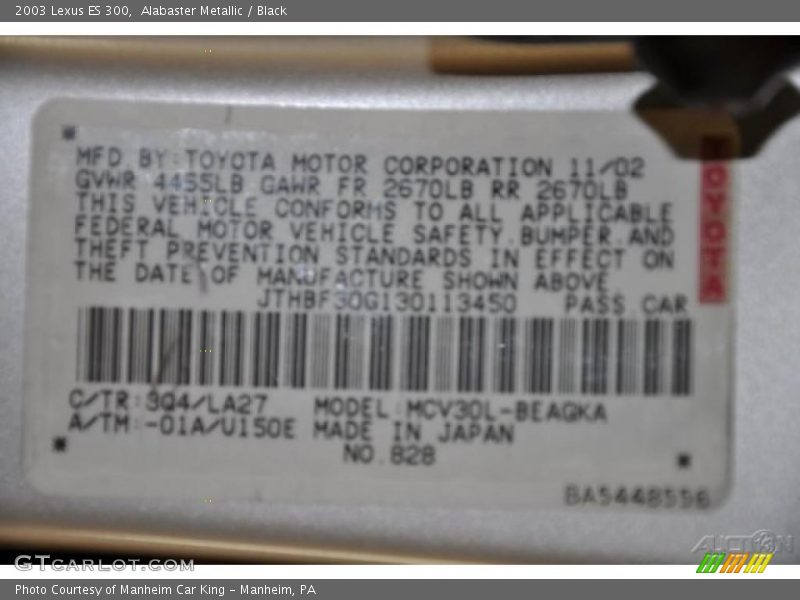 2003 Lexus ES 300,  Alabaster Metallic / Black
MFD BY:TOYOTA MOTOR CORPORATION 11/02
GVWR 4455LB GAWR FR 2670LB RR 2670LB
THIS VEHICLE CONFORMS TO ALL APPLICABLE
FEDERAL MOTOR VEHICLE SAFETY.BUMPER.AND
THEFT PREVENTION STANDARDS IN EFFECT ON
THE DATE OF MANUFACTURE SHOWN ABOVE.
JTHBF30G130113450 PASS.CAR
TOYOTA
C/TR:3Q4/LA27 MODEL:MCV30L-BEAGKA
A/TM:-01A/U150E MADE IN JAPAN
NO.828
BA5448556
GTCARLOT.COM
Photo Courtesy of Manheim Car King - Manheim, PA